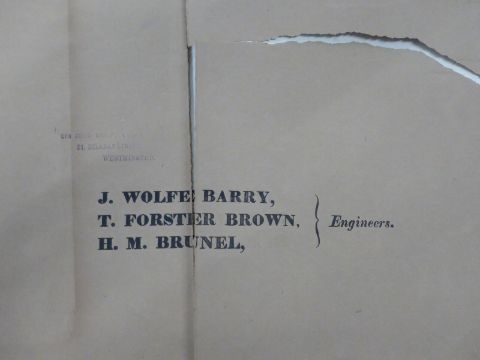 WESTMINSTER.
J. WOLFE BARRY,
T. FORSTER BROWN,
H. M. BRUNEL,
Engineers.